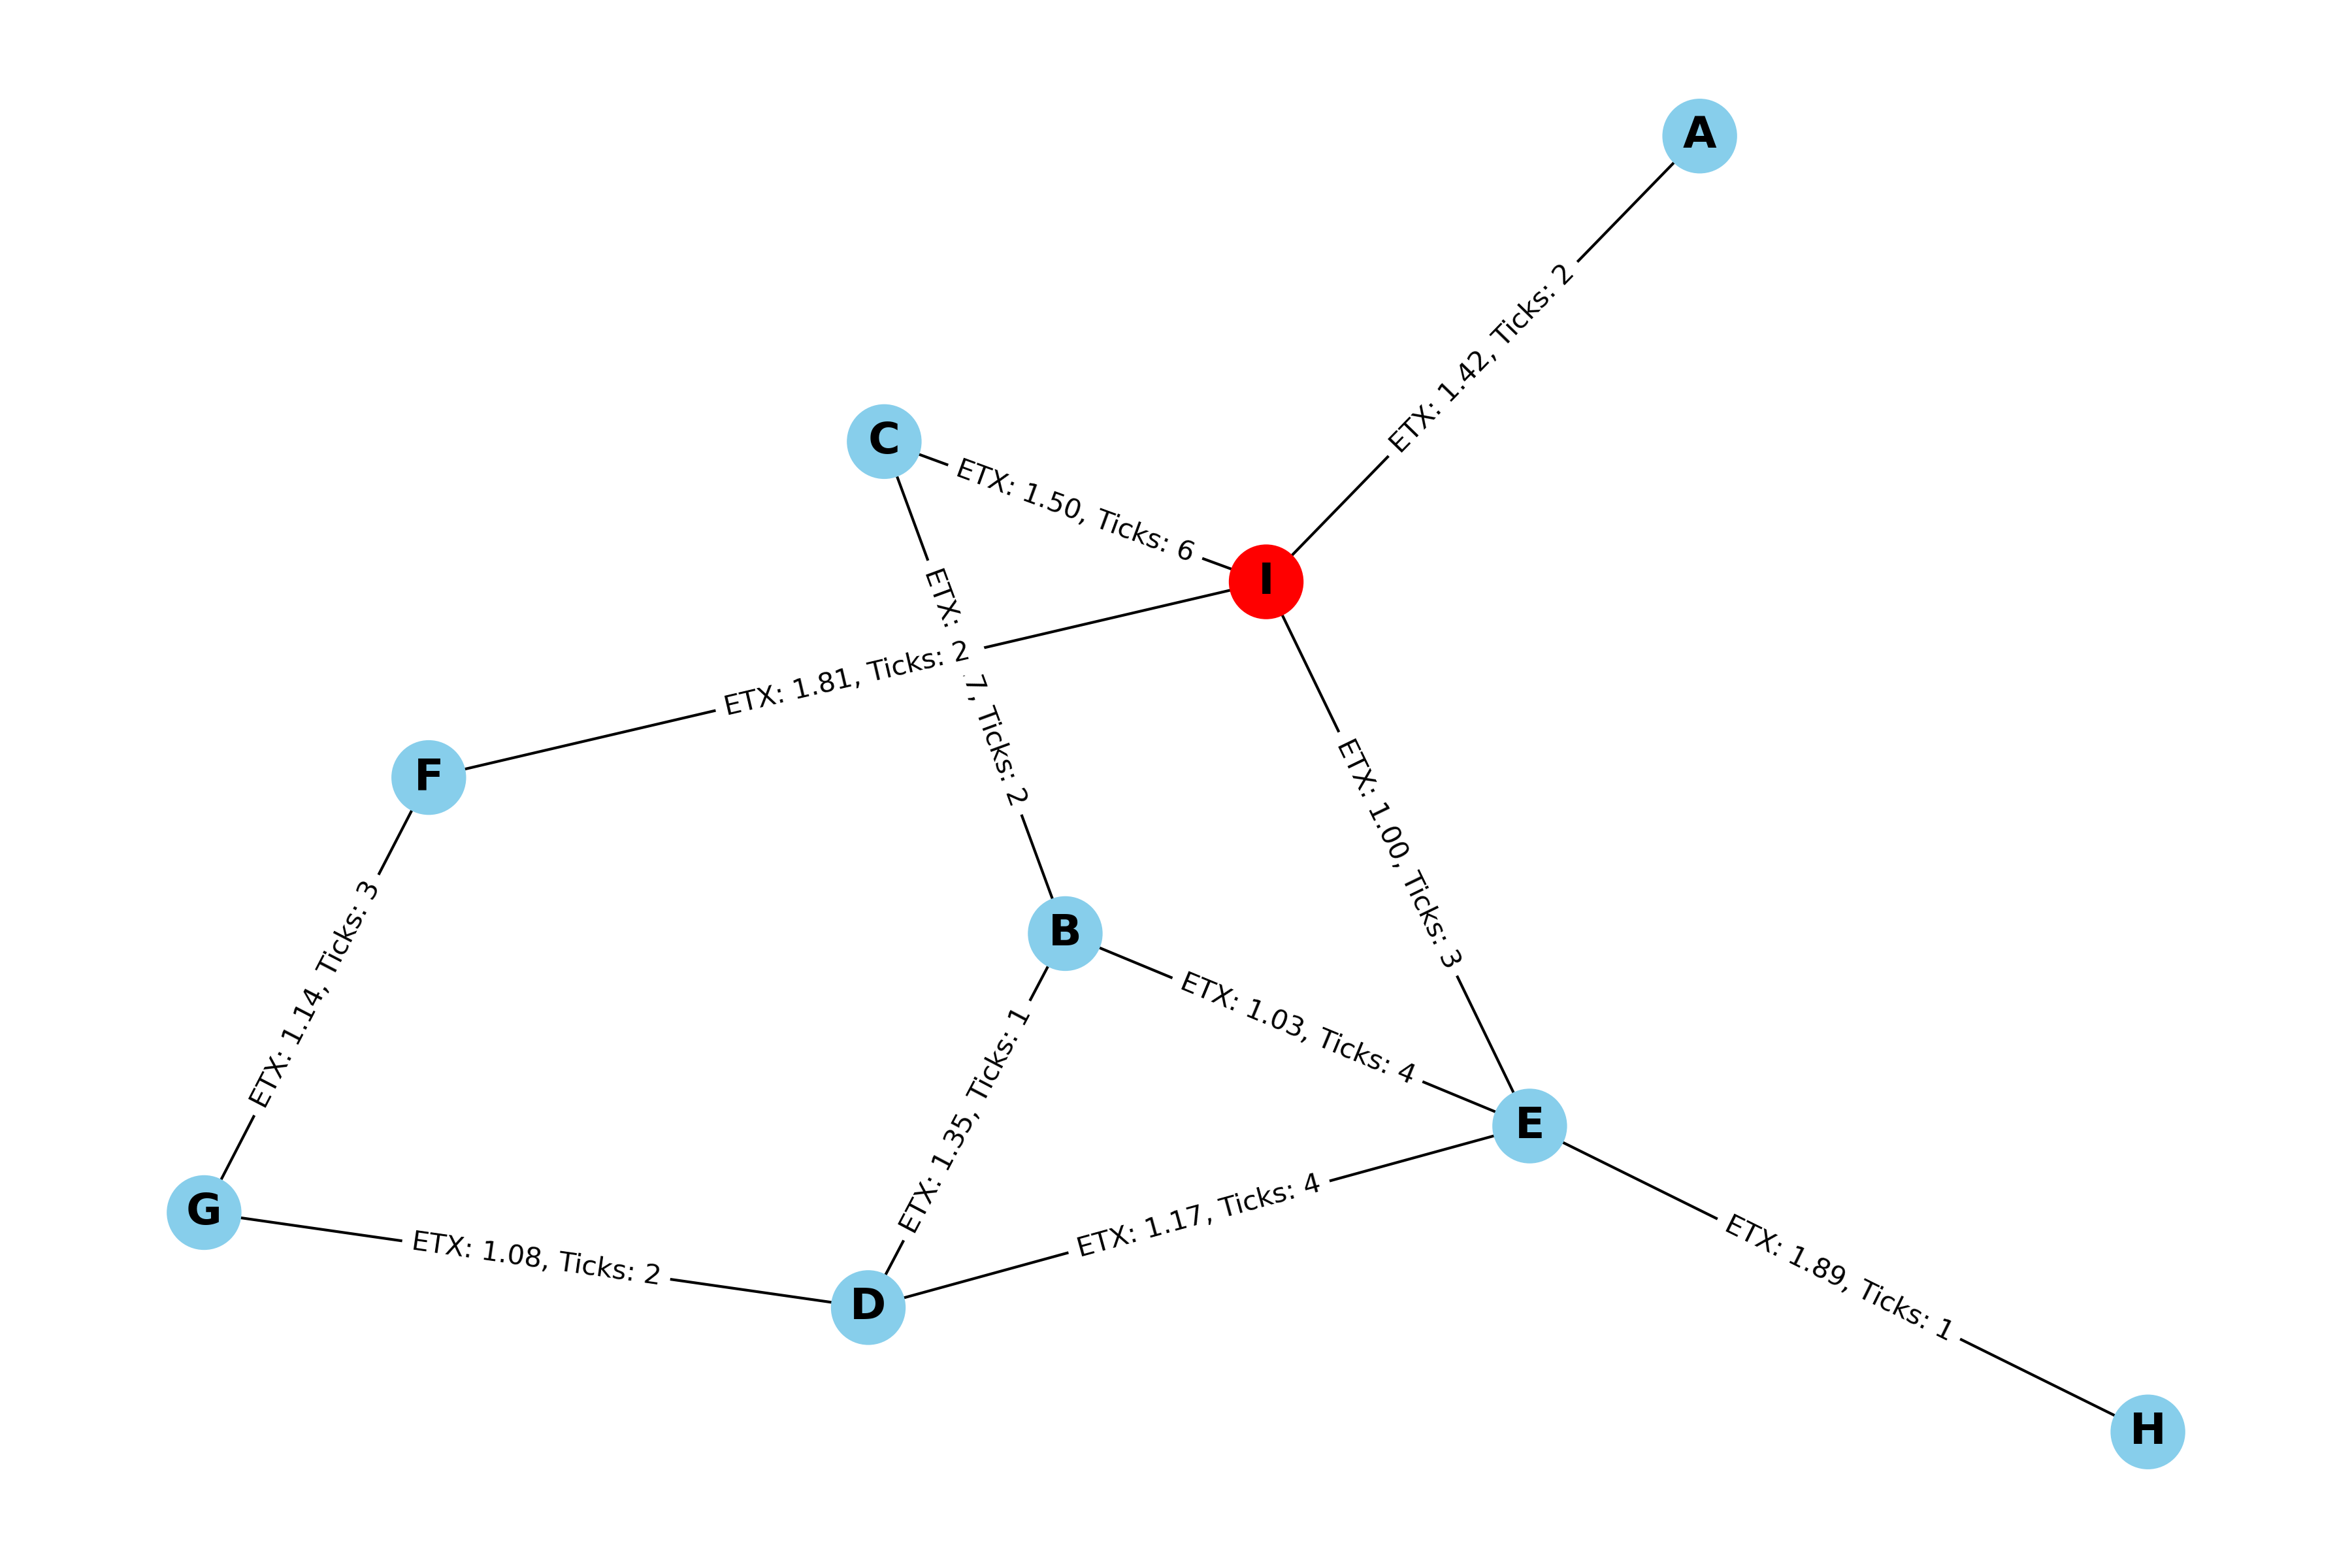 A
ETX: 1.42, Ticks: 2
C
ETX: 1.50, Ticks: 6
I
ETX:
7, Ticks: 2
ETX: 1.81, Ticks: 2
F
ETX: 1.00, Ticks: 3
ETX: 1.14, Ticks: 3
B
ETX: 1.03, Ticks: 4
ETX: 1.35, Ticks: 1
E
ETX: 1.17, Ticks: 4
G
ETX: 1.08, Ticks: 2
D
ETX: 1.89, Ticks: 1
H